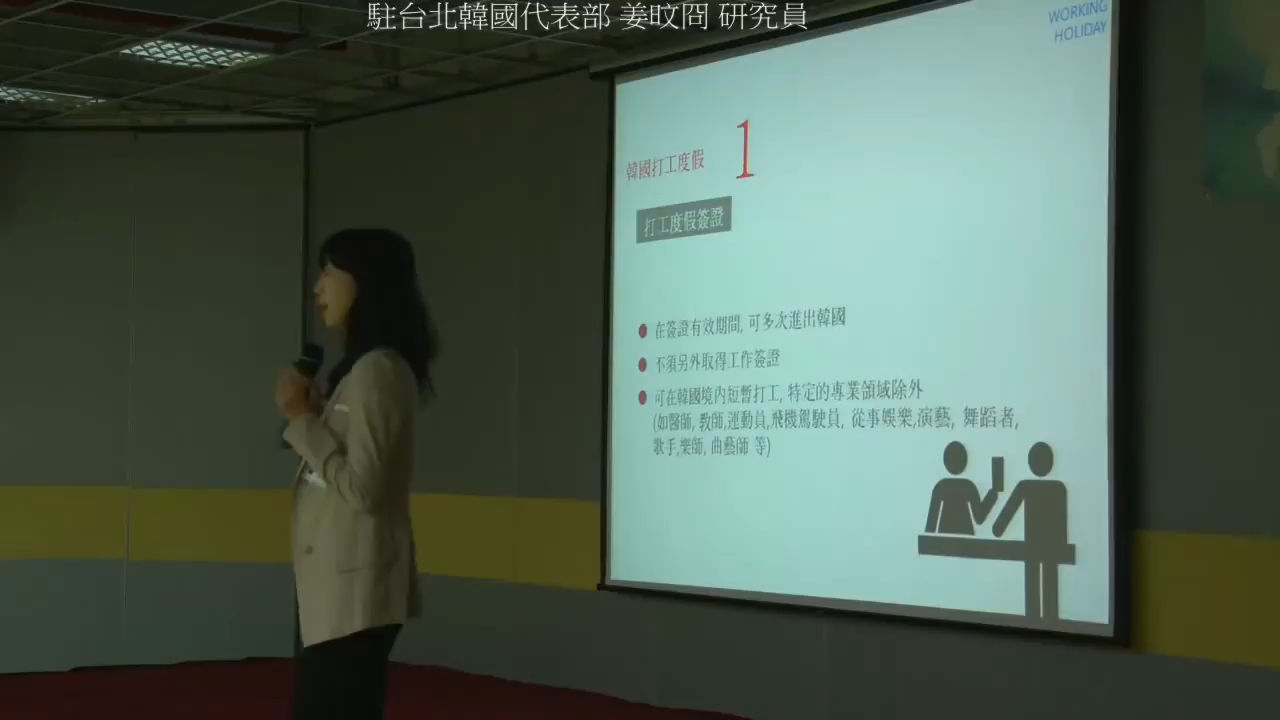 駐台北韓國代表部 姜旼冏 研究員
WORKING
HOLIDAY
韓國打工度假 1
打工度假簽證
在簽證有效期間, 可多次進出韓國
不須另外取得工作簽證
可在韓國境內短暫打工, 特定的專業領域除外
(如醫師, 教師,運動員,飛機駕駛員, 從事娛樂,演藝, 舞蹈者,
歌手,樂師, 曲藝師 等)